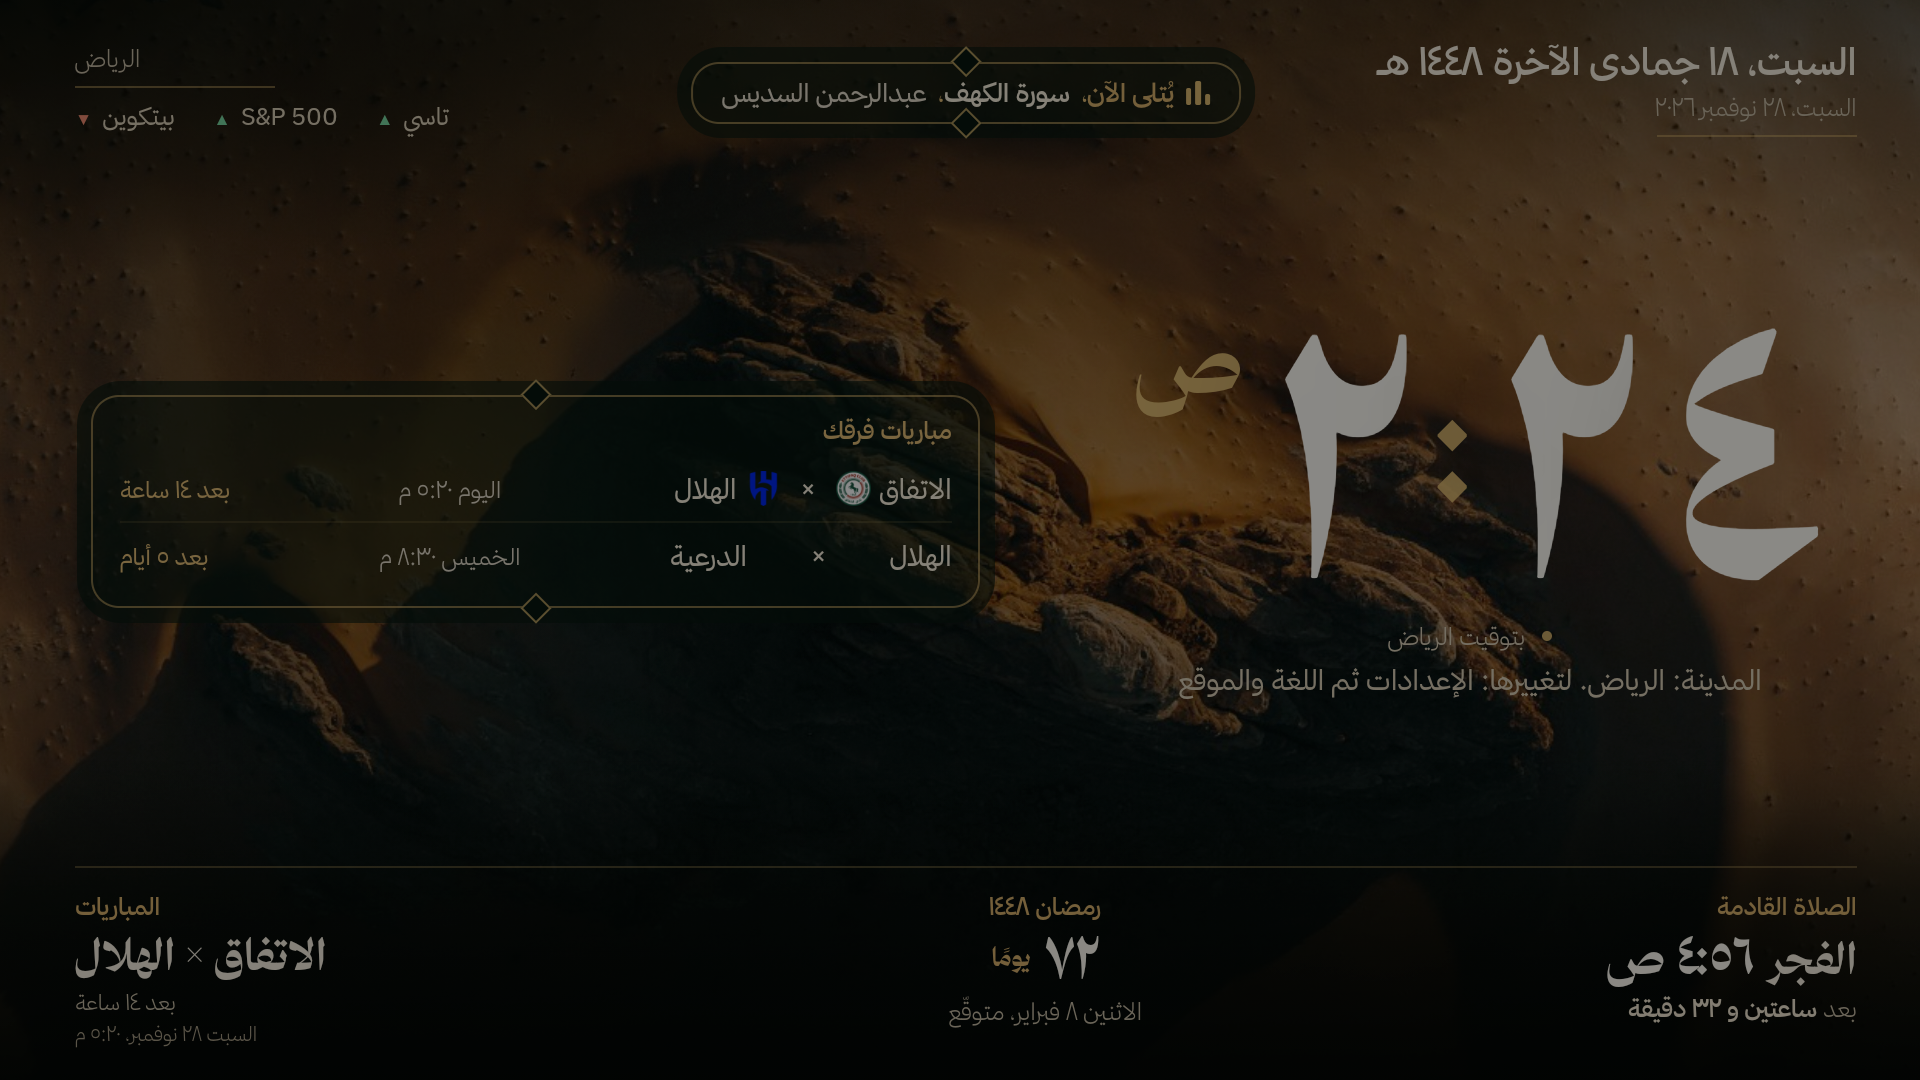 السبت، ١٨ جمادى الآخرة ١٤٤٨ هـ
السبت، ٢٨ نوفمبر ٢٠٢٦
يُتلى الآن، سورة الكهف، عبدالرحمن السديس
الرياض
تاسي ▲ S&P 500 ▲ بيتكوين ▼
٢:٢٤ ص
بتوقيت الرياض
المدينة: الرياض. لتغييرها: الإعدادات ثم اللغة والموقع
مباريات فرقك
الاتفاق × الهلال اليوم ٥:٢٠ م بعد ١٤ ساعة
الهلال × الدرعية الخميس ٨:٣٠ م بعد ٥ أيام
الصلاة القادمة
الفجر ٤:٥٦ ص
بعد ساعتين و ٣٢ دقيقة
رمضان ١٤٤٨
٧٢ يومًا
الاثنين ٨ فبراير، متوقّع
المباريات
الاتفاق × الهلال
بعد ١٤ ساعة
السبت ٢٨ نوفمبر، ٥:٢٠ م